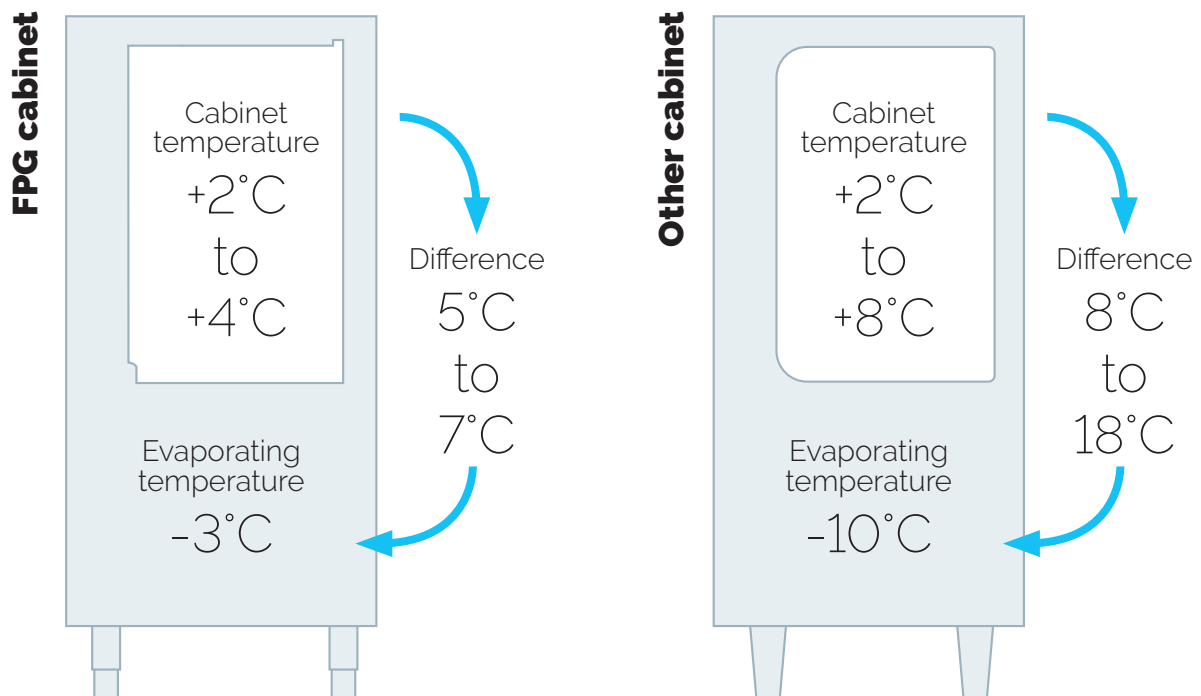 FPG cabinet
Cabinet
temperature
+2°C
to
+4°C
Difference
5°C
to
7°C
Evaporating
temperature
-3°C
Other cabinet
Cabinet
temperature
+2°C
to
+8°C
Difference
8°C
to
18°C
Evaporating
temperature
-10°C